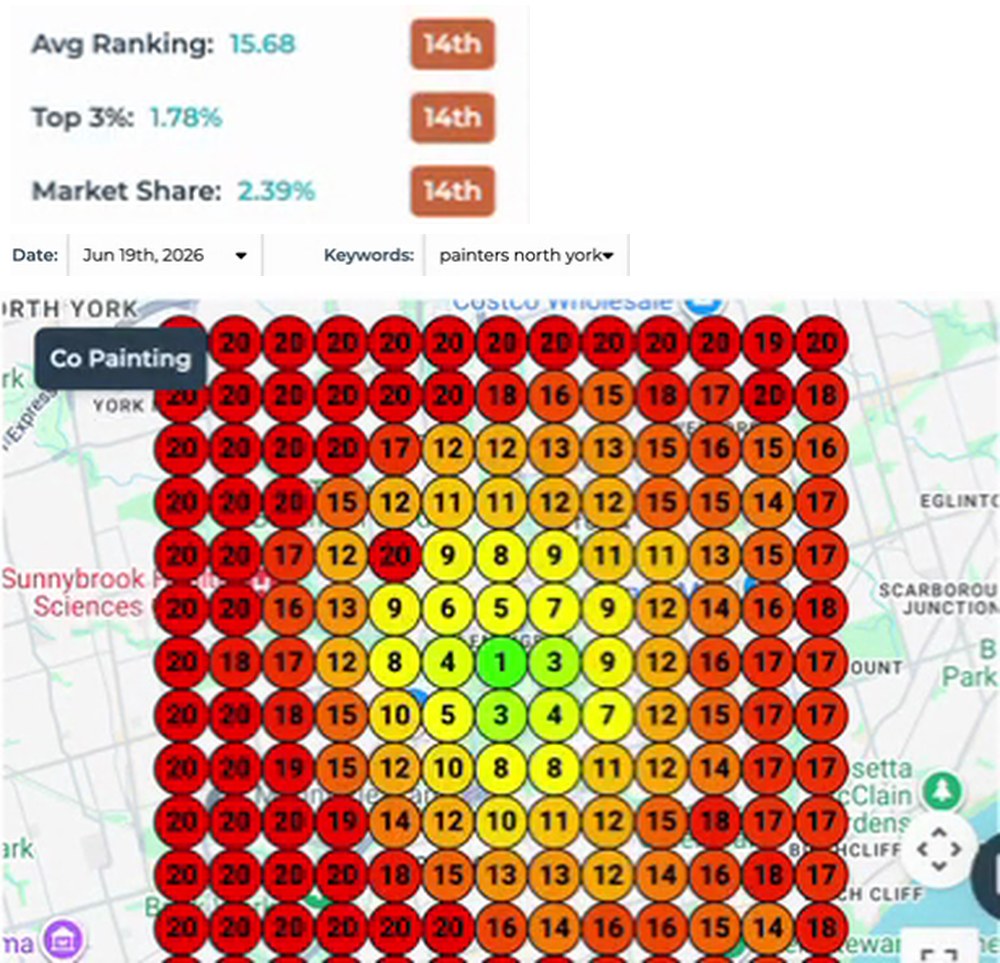 Avg Ranking: 15.68 14th
Top 3%: 1.78% 14th
Market Share: 2.39% 14th
Date: Jun 19th, 2026 Keywords: painters north york
RTH YORK
Costco Wholesale
Co Painting
20 20 20 20 20 20 20 20 20 20 19 20
rk
YORK
20 20 20 20 20 20 18 16 15 18 17 20 18
Express
20 20 20 20 17 12 12 13 13 15 16 15 16
20 20 20 15 12 11 11 12 12 15 15 14 17
EGLINTO
20 20 17 12 20 9 8 9 11 11 13 15 17
Sunnybrook
Sciences
20 20 16 13 9 6 5 7 9 12 14 16 18
SCARBOROU
JUNCTION
20 18 17 12 8 4 1 3 9 12 16 17 17
OUNT
B
Park
20 20 18 15 10 5 3 4 7 12 15 17 17
20 20 19 15 12 10 8 8 11 12 14 17 17
setta
cClain
rdens
20 20 20 19 14 12 10 11 12 15 18 17 17
ark
HCLIFF
20 20 20 20 18 15 13 13 12 14 16 18 17
CH CLIFF
20 20 20 20 20 20 16 14 16 16 15 14 18
ma
ewar